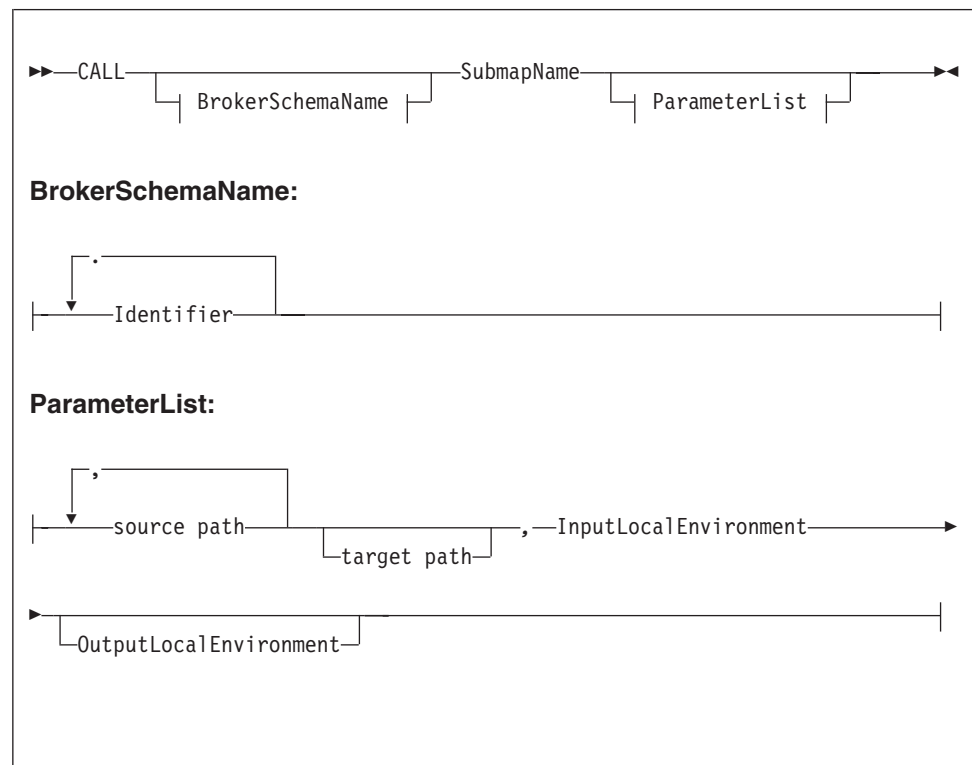 CALL SubmapName
BrokerSchemaName ParameterList
BrokerSchemaName:
.
Identifier
ParameterList:
,
source path , InputLocalEnvironment
target path
OutputLocalEnvironment